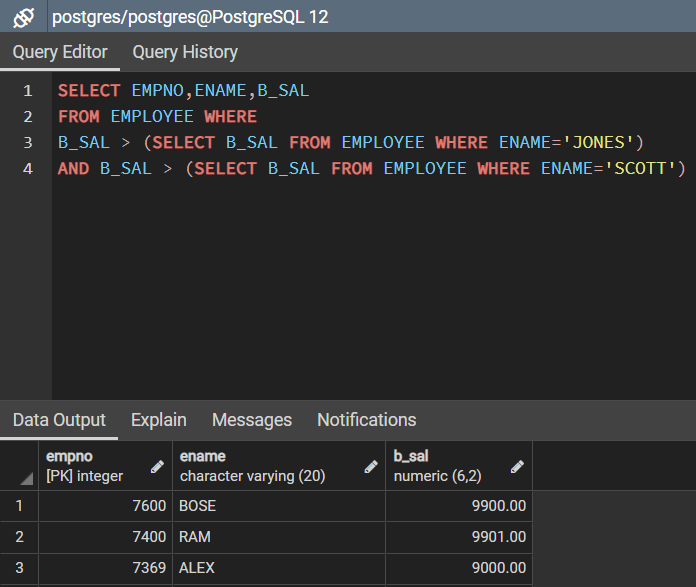 postgres/postgres@PostgreSQL 12
Query Editor Query History
1 SELECT EMPNO,ENAME,B_SAL
2 FROM EMPLOYEE WHERE
3 B_SAL > (SELECT B_SAL FROM EMPLOYEE WHERE ENAME='JONES')
4 AND B_SAL > (SELECT B_SAL FROM EMPLOYEE WHERE ENAME='SCOTT')
Data Output Explain Messages Notifications
empno ename b_sal
[PK] integer character varying (20) numeric (6,2)
1 7600 BOSE 9900.00
2 7400 RAM 9901.00
3 7369 ALEX 9000.00